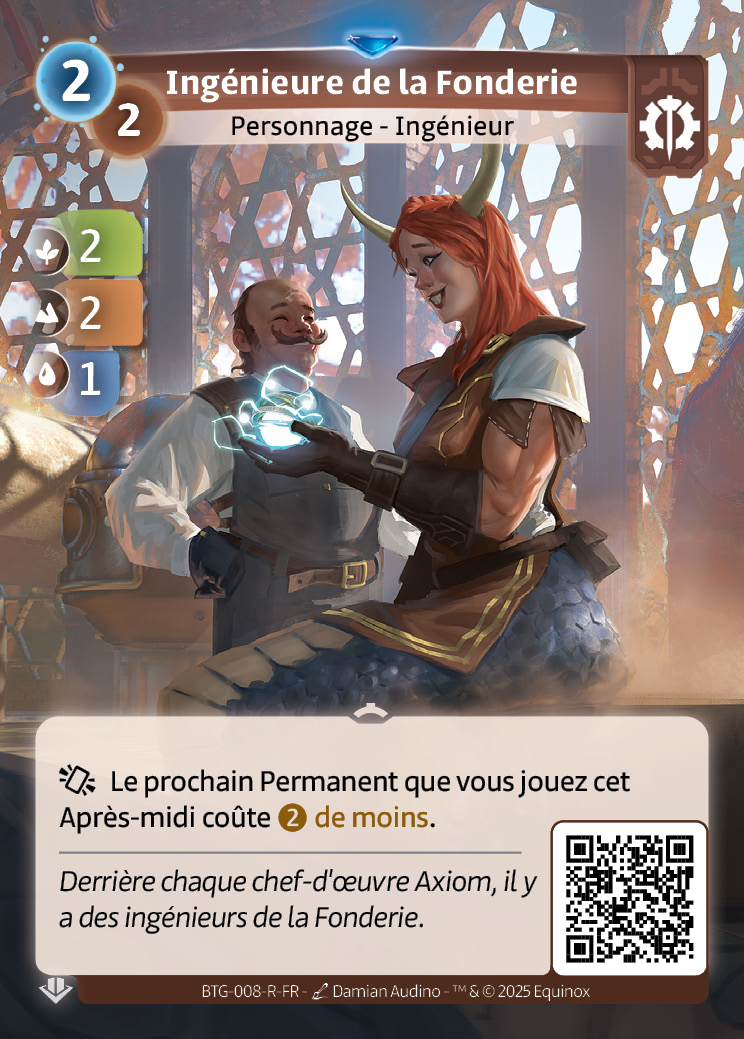 2
Ingénieure de la Fonderie
2
Personnage - Ingénieur
2
2
1
Le prochain Permanent que vous jouez cet
Après-midi coûte 2 de moins.
Derrière chaque chef-d'œuvre Axiom, il y
a des ingénieurs de la Fonderie.
BTG-008-R-FR - Damian Audino - ™ & © 2025 Equinox